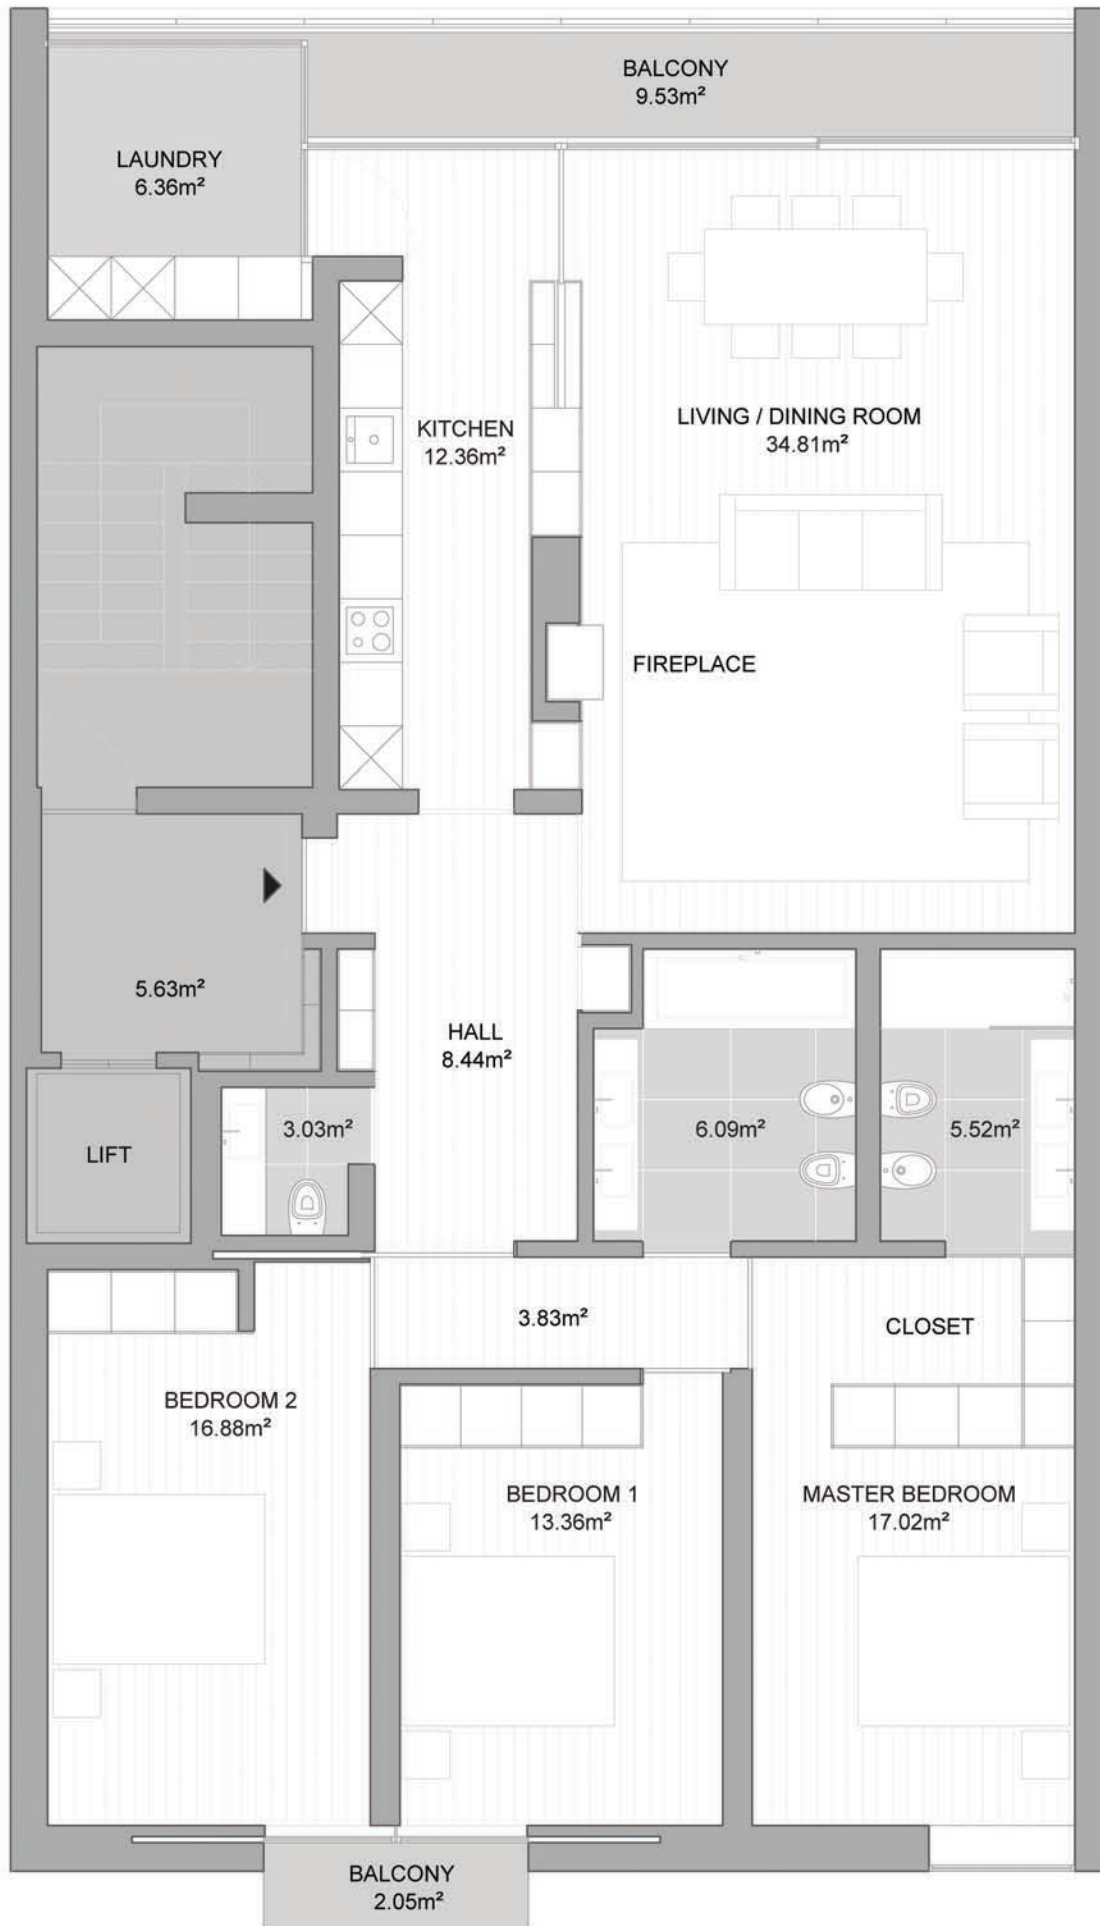 BALCONY
9.53m²
LAUNDRY
6.36m²
KITCHEN
12.36m²
LIVING / DINING ROOM
34.81m²
FIREPLACE
5.63m²
HALL
8.44m²
LIFT
3.03m²
6.09m²
5.52m²
3.83m²
CLOSET
BEDROOM 2
16.88m²
BEDROOM 1
13.36m²
MASTER BEDROOM
17.02m²
BALCONY
2.05m²